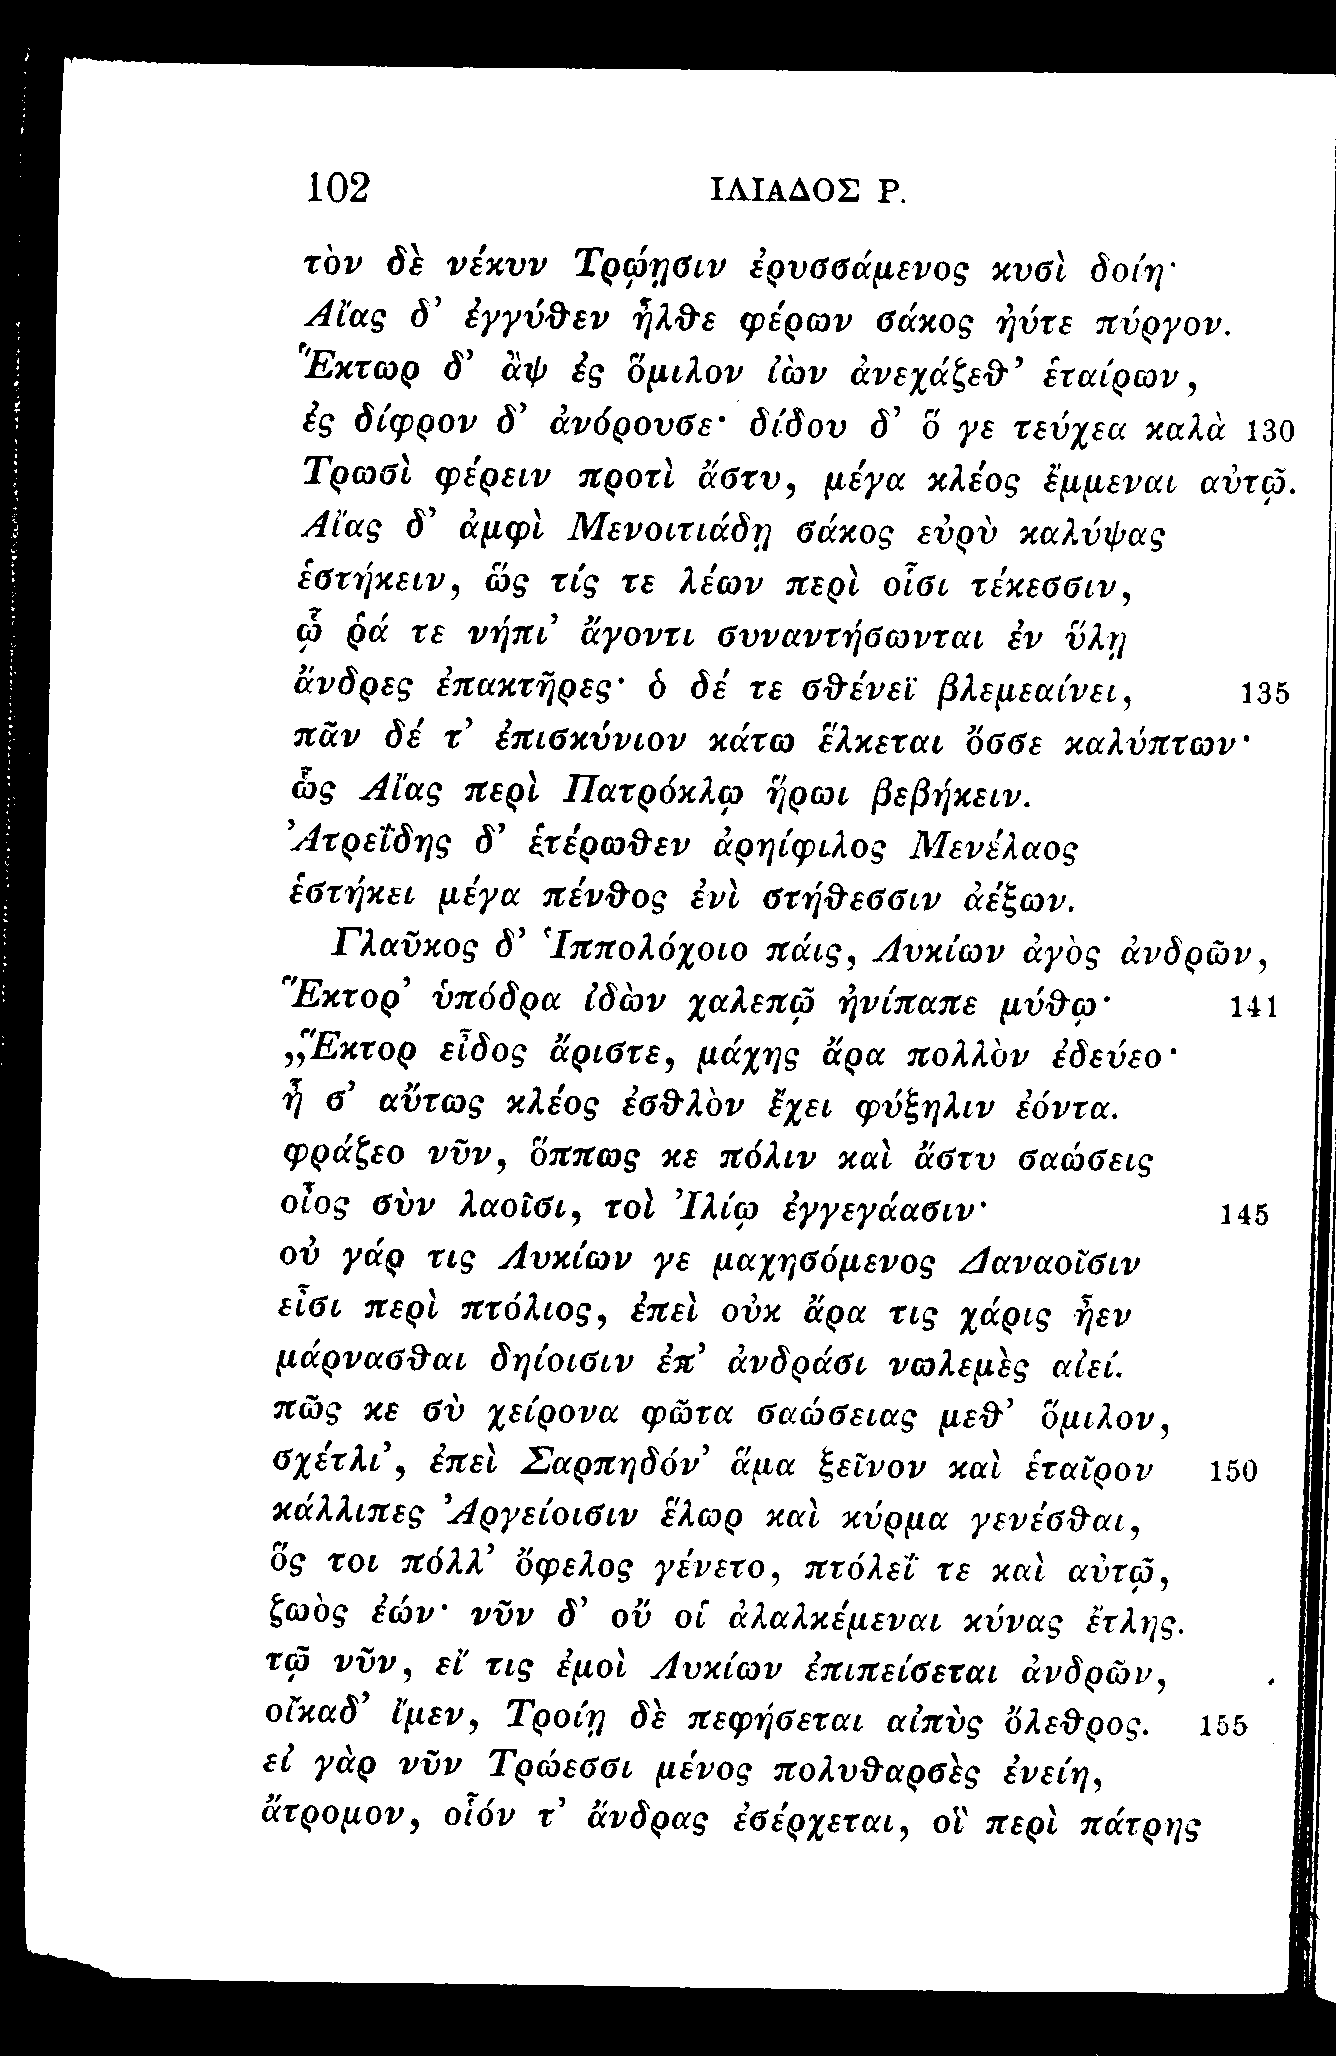 102 ΙΛΙΑΔΟΣ Ρ.
τὸν δὲ νέκυν Τρῴῃσιν ἐρυσσάμενος κυσὶ δοίη·
Αἴας δ’ ἐγγύθεν ἦλθε φέρων σάκος ἠύτε πύργον.
Ἕκτωρ δ’ ἂψ ἐς ὅμιλον ἰὼν ἀνεχάζεθ’ ἑταίρων,
ἐς δίφρον δ’ ἀνόρουσε· δίδου δ’ ὅ γε τεύχεα καλὰ 130
Τρωσὶ φέρειν προτὶ ἄστυ, μέγα κλέος ἔμμεναι αὐτῷ.
Αἴας δ’ ἀμφὶ Μενοιτιάδῃ σάκος εὐρὺ καλύψας
ἑστήκειν, ὥς τίς τε λέων περὶ οἷσι τέκεσσιν,
ᾧ ῥά τε νήπι’ ἄγοντι συναντήσωνται ἐν ὕλῃ
ἄνδρες ἐπακτῆρες· ὁ δέ τε σθένεϊ βλεμεαίνει, 135
πᾶν δέ τ’ ἐπισκύνιον κάτω ἕλκεται ὄσσε καλύπτων·
ὣς Αἴας περὶ Πατρόκλῳ ἥρωι βεβήκειν.
Ἀτρεΐδης δ’ ἑτέρωθεν ἀρηίφιλος Μενέλαος
ἑστήκει μέγα πένθος ἐνὶ στήθεσσιν ἀέξων.
Γλαῦκος δ’ Ἱππολόχοιο πάις, Λυκίων ἀγὸς ἀνδρῶν,
Ἕκτορ’ ὑπόδρα ἰδὼν χαλεπῷ ἠνίπαπε μύθῳ· 141
„Ἕκτορ εἶδος ἄριστε, μάχης ἄρα πολλὸν ἐδεύεο·
ἦ σ’ αὔτως κλέος ἐσθλὸν ἔχει φύξηλιν ἐόντα.
φράζεο νῦν, ὅππως κε πόλιν καὶ ἄστυ σαώσεις
οἶος σὺν λαοῖσι, τοὶ Ἰλίῳ ἐγγεγάασιν·  145
οὐ γάρ τις Λυκίων γε μαχησόμενος Δαναοῖσιν
εἶσι περὶ πτόλιος, ἐπεὶ οὐκ ἄρα τις χάρις ἦεν
μάρνασθαι δηίοισιν ἐπ’ ἀνδράσι νωλεμὲς αἰεί.
πῶς κε σὺ χείρονα φῶτα σαώσειας μεθ’ ὅμιλον,
σχέτλι’, ἐπεὶ Σαρπηδόν’ ἅμα ξεῖνον καὶ ἑταῖρον 150
κάλλιπες Ἀργείοισιν ἕλωρ καὶ κύρμα γενέσθαι,
ὅς τοι πόλλ’ ὄφελος γένετο, πτόλεΐ τε καὶ αὐτῷ,
ζωὸς ἐών· νῦν δ’ οὔ οἱ ἀλαλκέμεναι κύνας ἔτλης.
τῷ νῦν, εἴ τις ἐμοὶ Λυκίων ἐπιπείσεται ἀνδρῶν,
οἴκαδ’ ἴμεν, Τροίῃ δὲ πεφήσεται αἰπὺς ὄλεθρος. 155
εἰ γὰρ νῦν Τρώεσσι μένος πολυθαρσὲς ἐνείη,
ἄτρομον, οἷόν τ’ ἄνδρας ἐσέρχεται, οἳ περὶ πάτρης